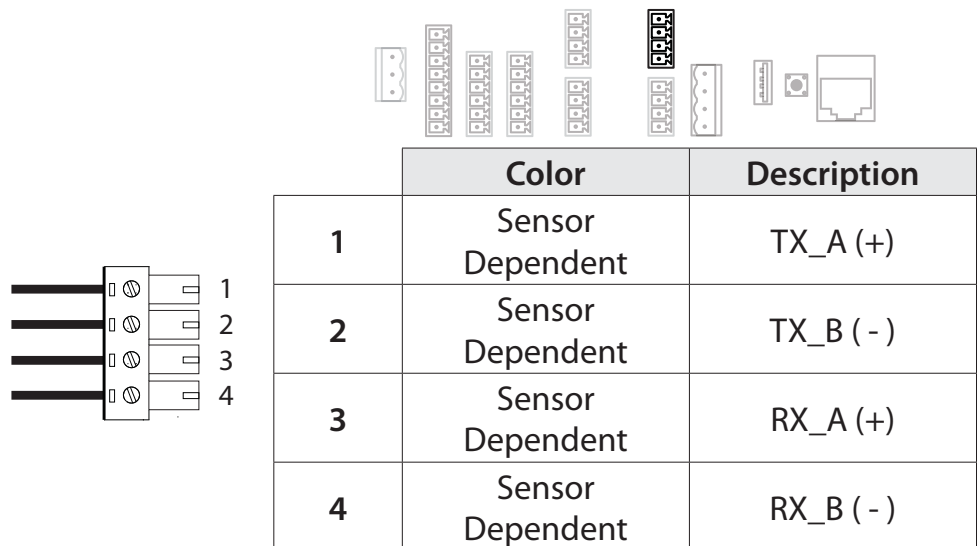 Color Description
1 Sensor Dependent TX_A (+)
2 Sensor Dependent TX_B ( - )
3 Sensor Dependent RX_A (+)
4 Sensor Dependent RX_B ( - )
1
2
3
4